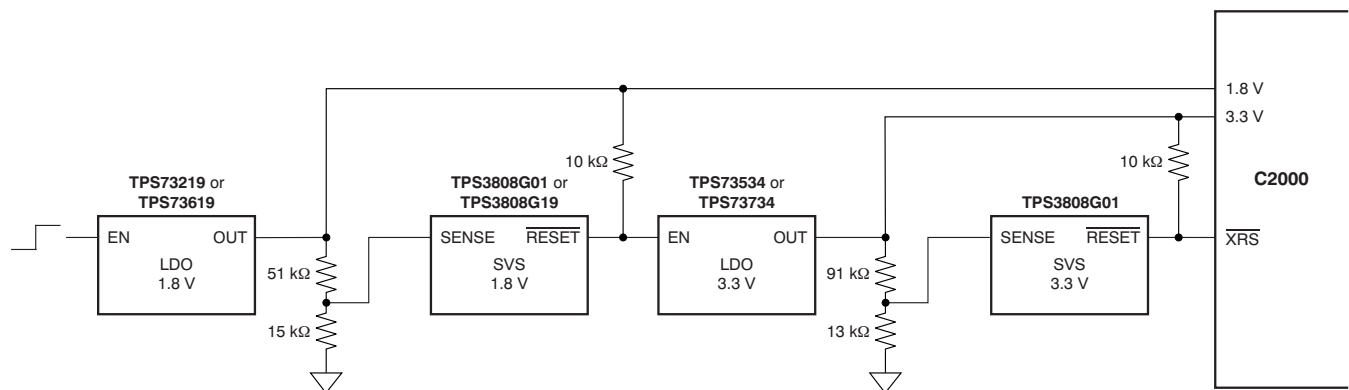 1.8 V
3.3 V
10 kΩ
10 kΩ
C2000
TPS73219 or
TPS73619
TPS3808G01 or
TPS3808G19
TPS73534 or
TPS73734
TPS3808G01
EN
OUT
LDO
1.8 V
51 kΩ
15 kΩ
SENSE
RESET
SVS
1.8 V
EN
OUT
LDO
3.3 V
91 kΩ
13 kΩ
SENSE
RESET
SVS
3.3 V
XRS